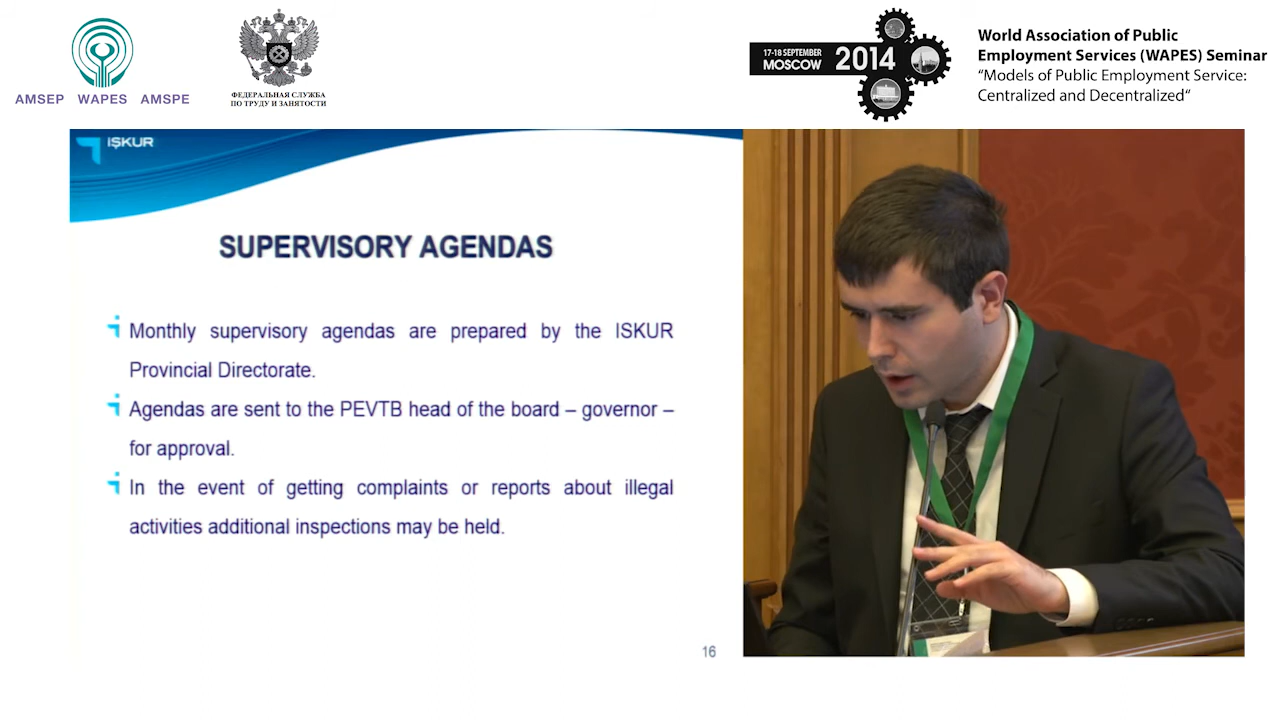 AMSEP WAPES AMSPE
ФЕДЕРАЛЬНАЯ СЛУЖБА
ПО ТРУДУ И ЗАНЯТОСТИ
17-18 SEPTEMBER
MOSCOW
2014
World Association of Public
Employment Services (WAPES) Seminar
“Models of Public Employment Service:
Centralized and Decentralized“
IŞKUR
SUPERVISORY AGENDAS
Monthly supervisory agendas are prepared by the ISKUR
Provincial Directorate.
Agendas are sent to the PEVTB head of the board – governor –
for approval.
In the event of getting complaints or reports about illegal
activities additional inspections may be held.
16